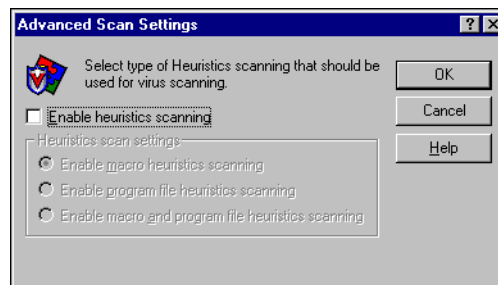 Advanced Scan Settings
Select type of Heuristics scanning that should be
used for virus scanning.
OK
Enable heuristics scanning
Cancel
Heuristics scan settings
Help
Enable macro heuristics scanning
Enable program file heuristics scanning
Enable macro and program file heuristics scanning